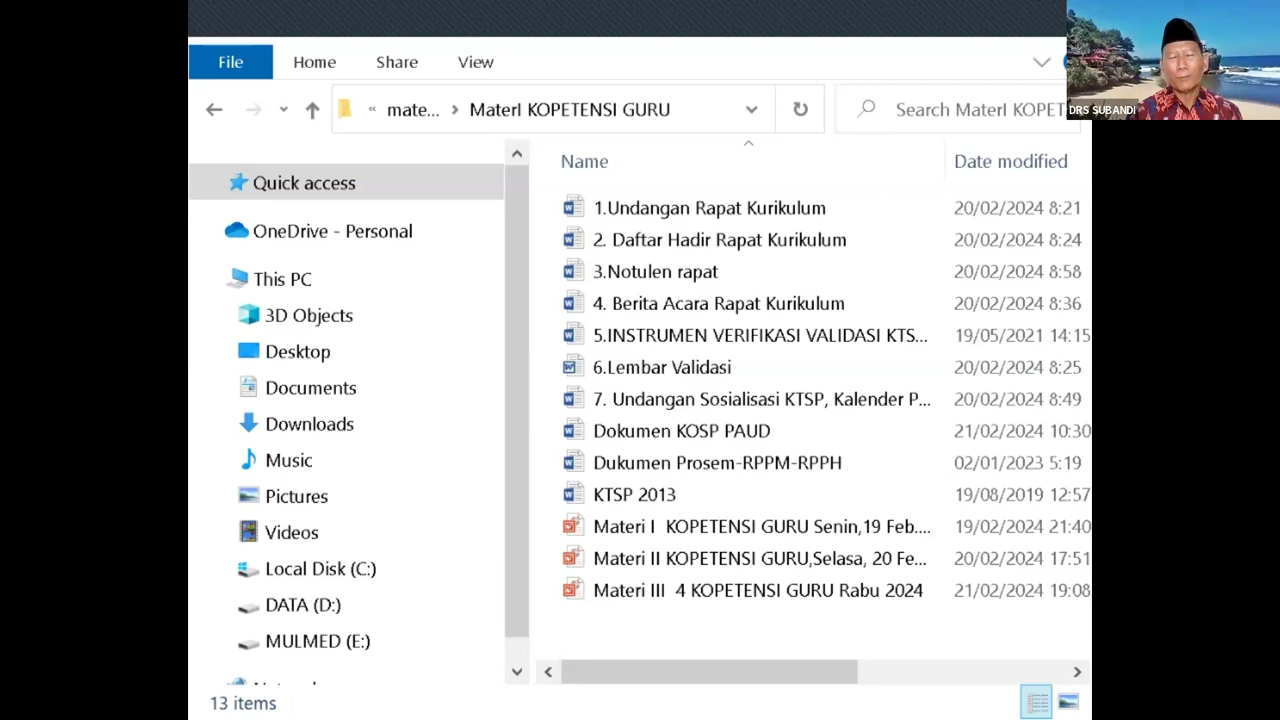 File Home Share View
« mate... > MaterI KOPETENSI GURU
Search MaterI KOPET
DRS SUBANDI
Name Date modified
Quick access
OneDrive - Personal
This PC
3D Objects
Desktop
Documents
Downloads
Music
Pictures
Videos
Local Disk (C:)
DATA (D:)
MULMED (E:)
1.Undangan Rapat Kurikulum 20/02/2024 8:21
2. Daftar Hadir Rapat Kurikulum 20/02/2024 8:24
3.Notulen rapat 20/02/2024 8:58
4. Berita Acara Rapat Kurikulum 20/02/2024 8:36
5.INSTRUMEN VERIFIKASI VALIDASI KTS... 19/05/2021 14:15
6.Lembar Validasi 20/02/2024 8:25
7. Undangan Sosialisasi KTSP, Kalender P... 20/02/2024 8:49
Dokumen KOSP PAUD 21/02/2024 10:30
Dukumen Prosem-RPPM-RPPH 02/01/2023 5:19
KTSP 2013 19/08/2019 12:57
Materi I  KOPETENSI GURU Senin,19 Feb.... 19/02/2024 21:40
Materi II KOPETENSI GURU,Selasa, 20 Fe... 20/02/2024 17:51
Materi III  4 KOPETENSI GURU Rabu 2024 21/02/2024 19:08
13 items